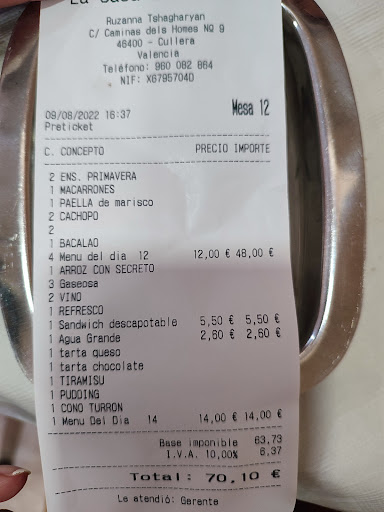 Ruzanna Tshagharyan
C/ Caminas dels Homes NQ 9
46400 - Cullera
Valencia
Teléfono: 960 082 864
NIF: X6795704D
09/08/2022 16:37
Mesa 12
Preticket
C. CONCEPTO PRECIO IMPORTE
2 ENS. PRIMAVERA
1 MACARRONES
1 PAELLA de marisco
2 CACHOPO
2
1 BACALAO
4 Menu del dia 12 12,00 € 48,00 €
1 ARROZ CON SECRETO
3 Gaseosa
2 VINO
1 REFRESCO
1 Sandwich descapotable 5,50 € 5,50 €
1 Agua Grande 2,60 € 2,60 €
1 tarta queso
1 tarta chocolate
1 TIRAMISU
1 PUDDING
1 CONO TURRON
1 Menu Del Dia 14 14,00 € 14,00 €
Base imponible 63,73
I.V.A. 10,00% 6,37
Total: 70,10 €
Le atendió: Gerente